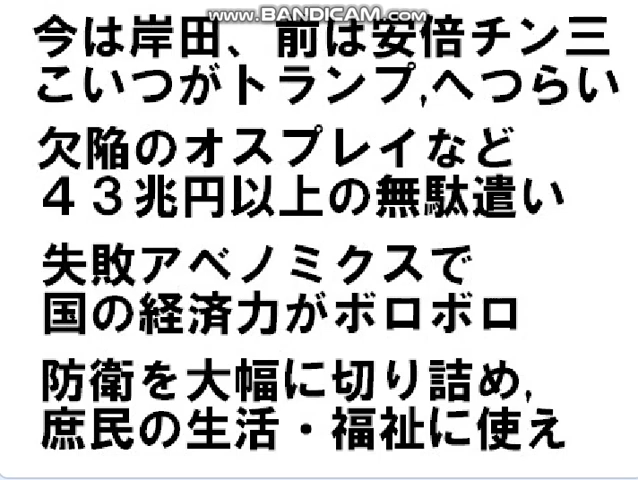 www.BANDICAM.com
今は岸田、前は安倍チン三
こいつがトランプ,へつらい
欠陥のオスプレイなど
４３兆円以上の無駄遣い
失敗アベノミクスで
国の経済力がボロボロ
防衛を大幅に切り詰め,
庶民の生活・福祉に使え